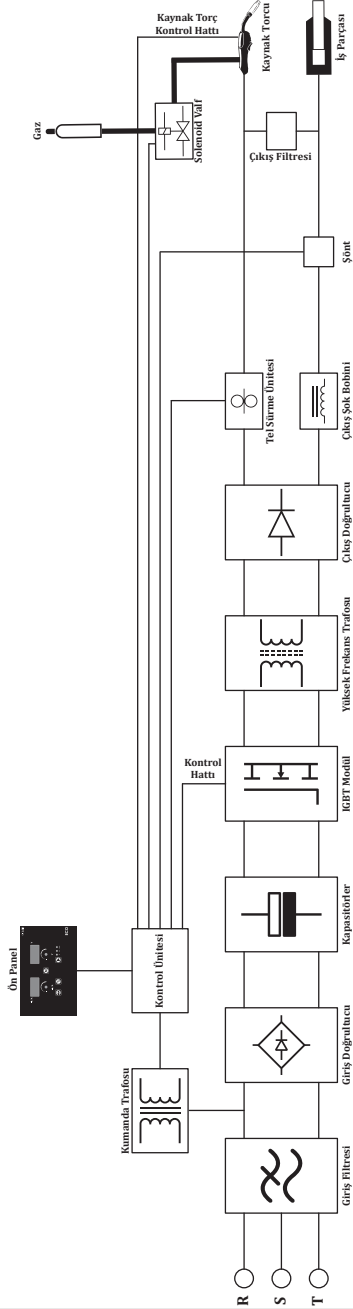 Gaz
Kaynak Torç
Kontrol Hattı
Solenoid Valf
Kaynak Torcu
İş Parçası
Çıkış Filtresi
Şönt
Tel Sürme Ünitesi
Çıkış Şok Bobini
Çıkış Doğrultucu
Yüksek Frekans Trafosu
Kontrol
Hattı
IGBT Modül
Ön Panel
Kontrol Ünitesi
Kapasitörler
Kumanda Trafosu
Giriş Doğrultucu
Giriş Filtresi
R
S
T